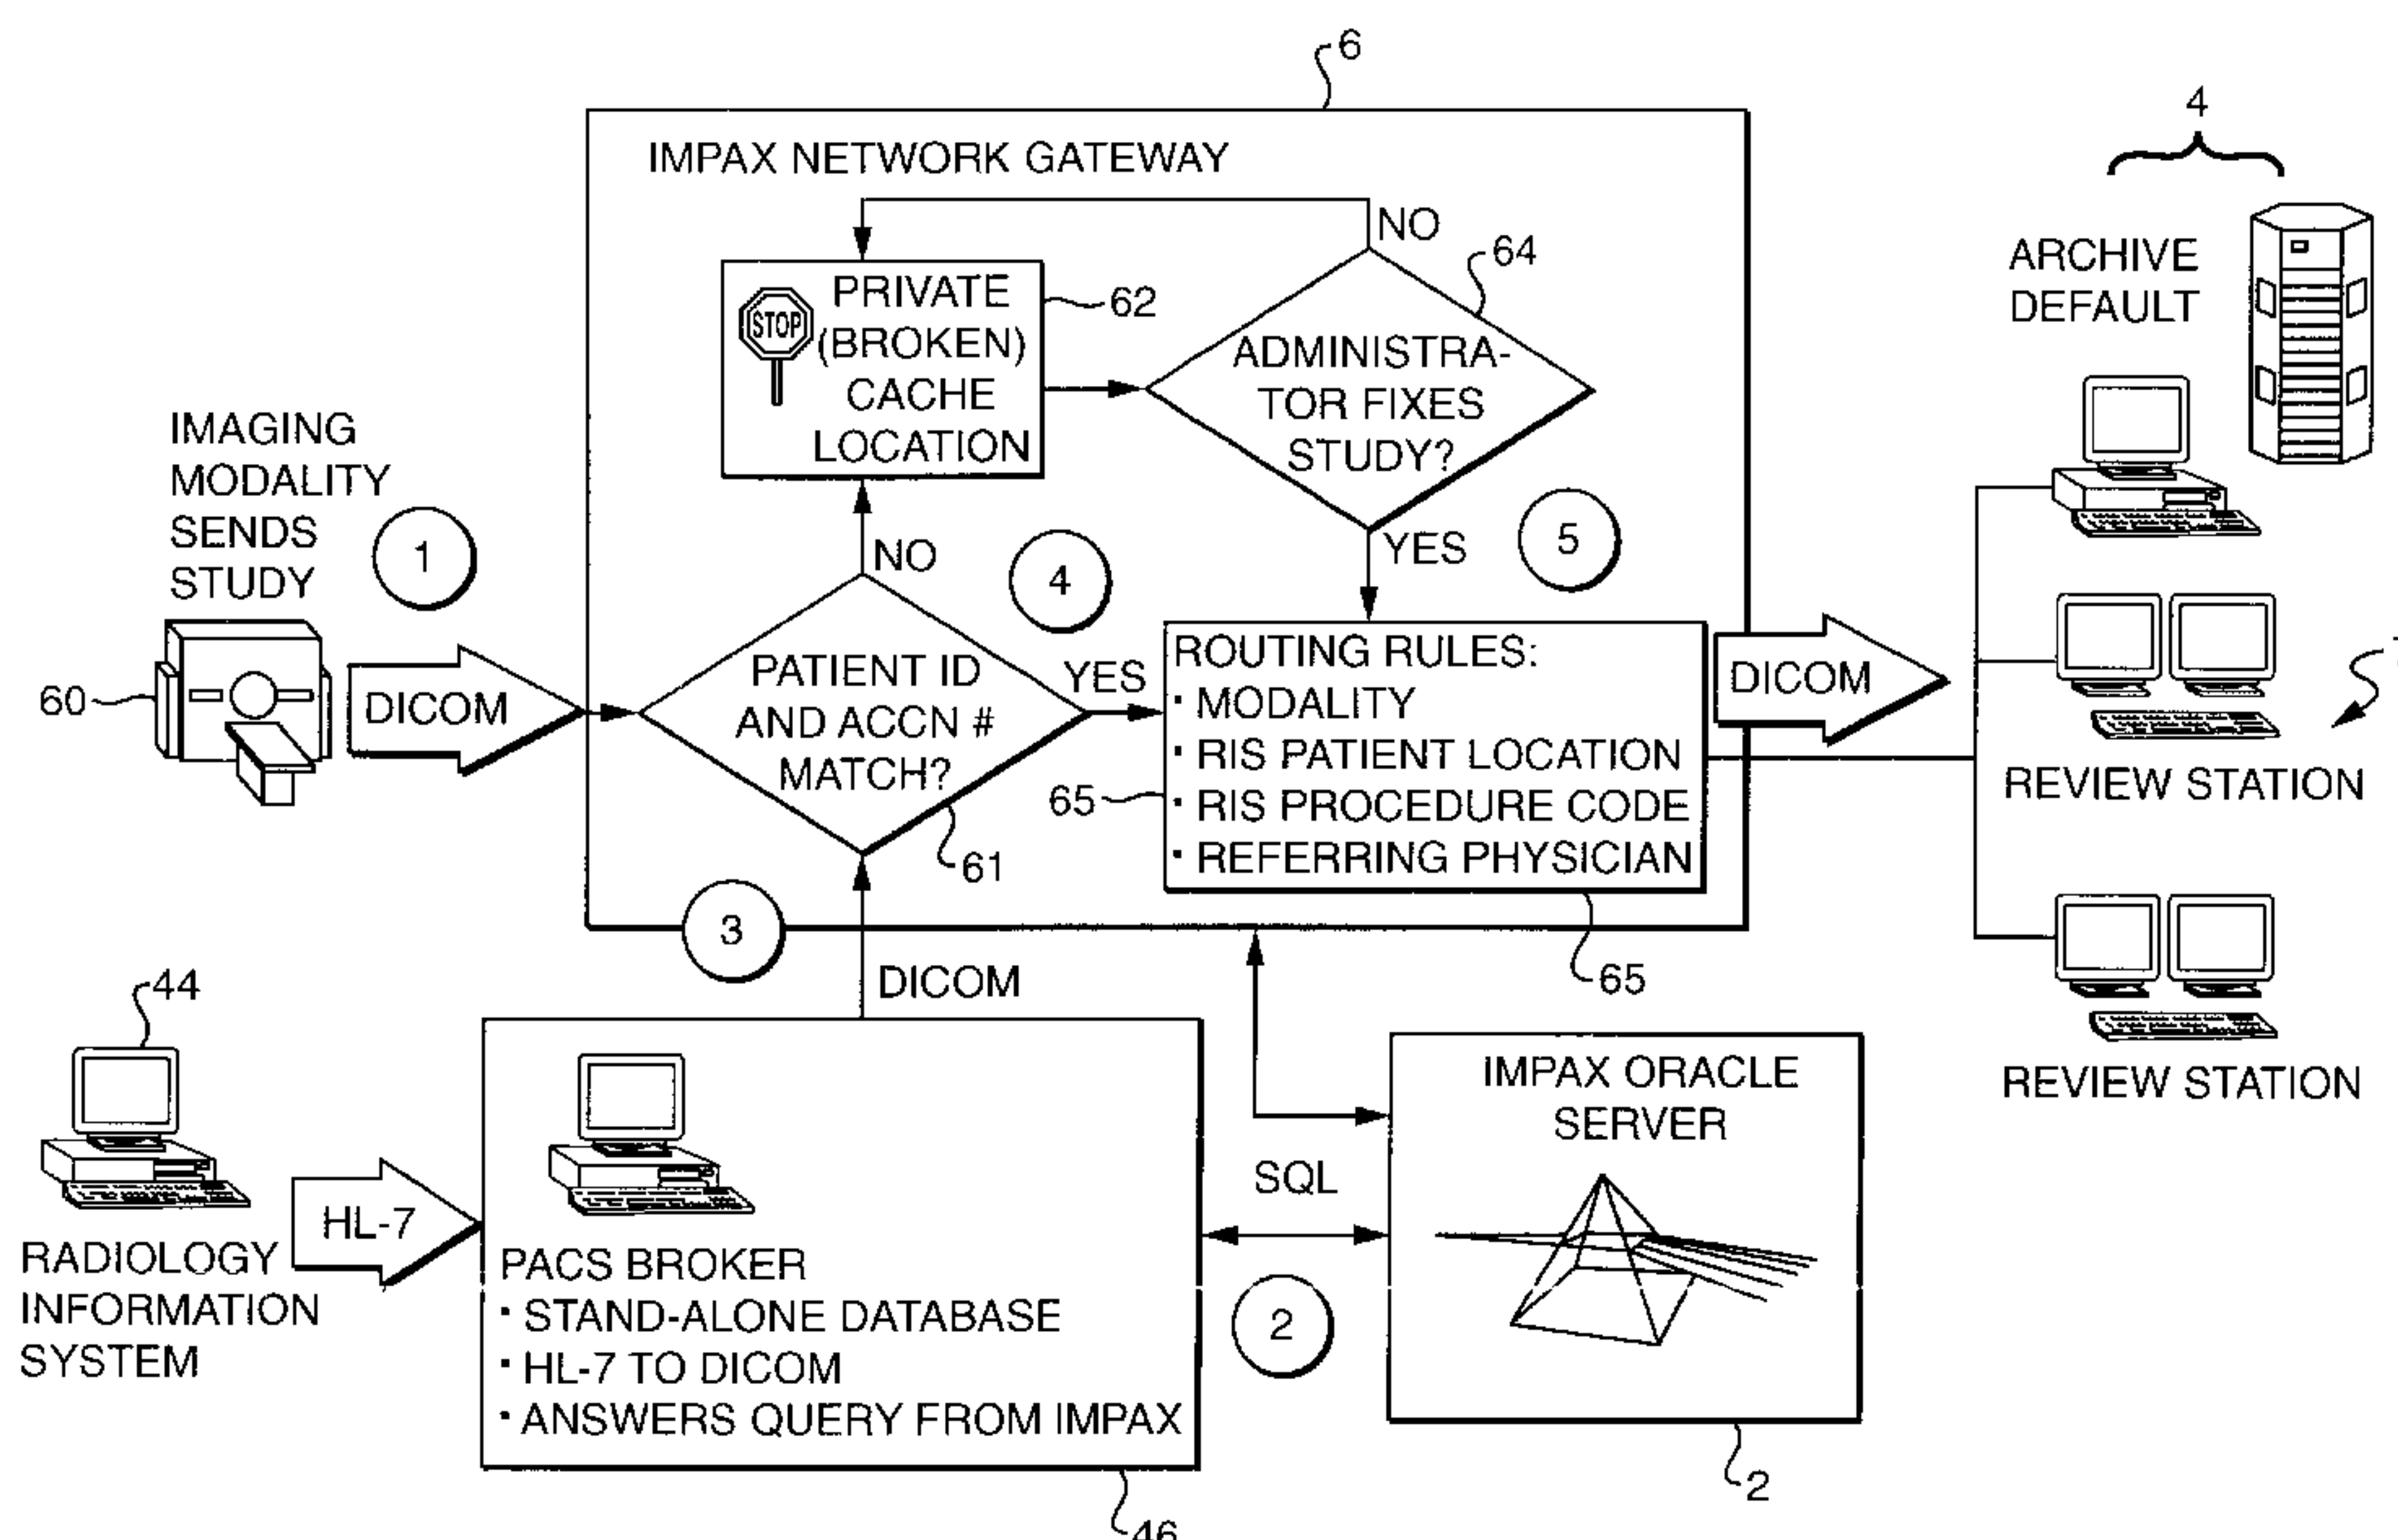 6
4
IMPAX NETWORK GATEWAY
NO
64
ARCHIVE
DEFAULT
STOP
PRIVATE
(BROKEN)
CACHE
LOCATION
62
ADMINISTRA-
TOR FIXES
STUDY?
IMAGING
MODALITY
SENDS
STUDY
1
NO
4
YES
5
60
DICOM
PATIENT ID
AND ACCN #
MATCH?
YES
61
ROUTING RULES:
· MODALITY
· RIS PATIENT LOCATION
· RIS PROCEDURE CODE
· REFERRING PHYSICIAN
65
65
DICOM
REVIEW STATION
REVIEW STATION
3
DICOM
44
RADIOLOGY
INFORMATION
SYSTEM
HL-7
PACS BROKER
· STAND-ALONE DATABASE
· HL-7 TO DICOM
· ANSWERS QUERY FROM IMPAX
46
SQL
2
IMPAX ORACLE
SERVER
2